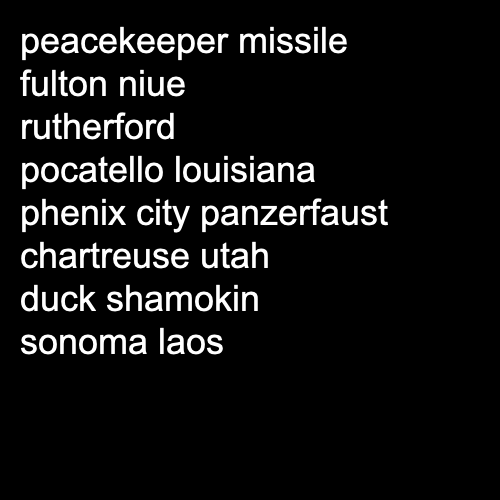 peacekeeper missile
fulton niue
rutherford
pocatello louisiana
phenix city panzerfaust
chartreuse utah
duck shamokin
sonoma laos